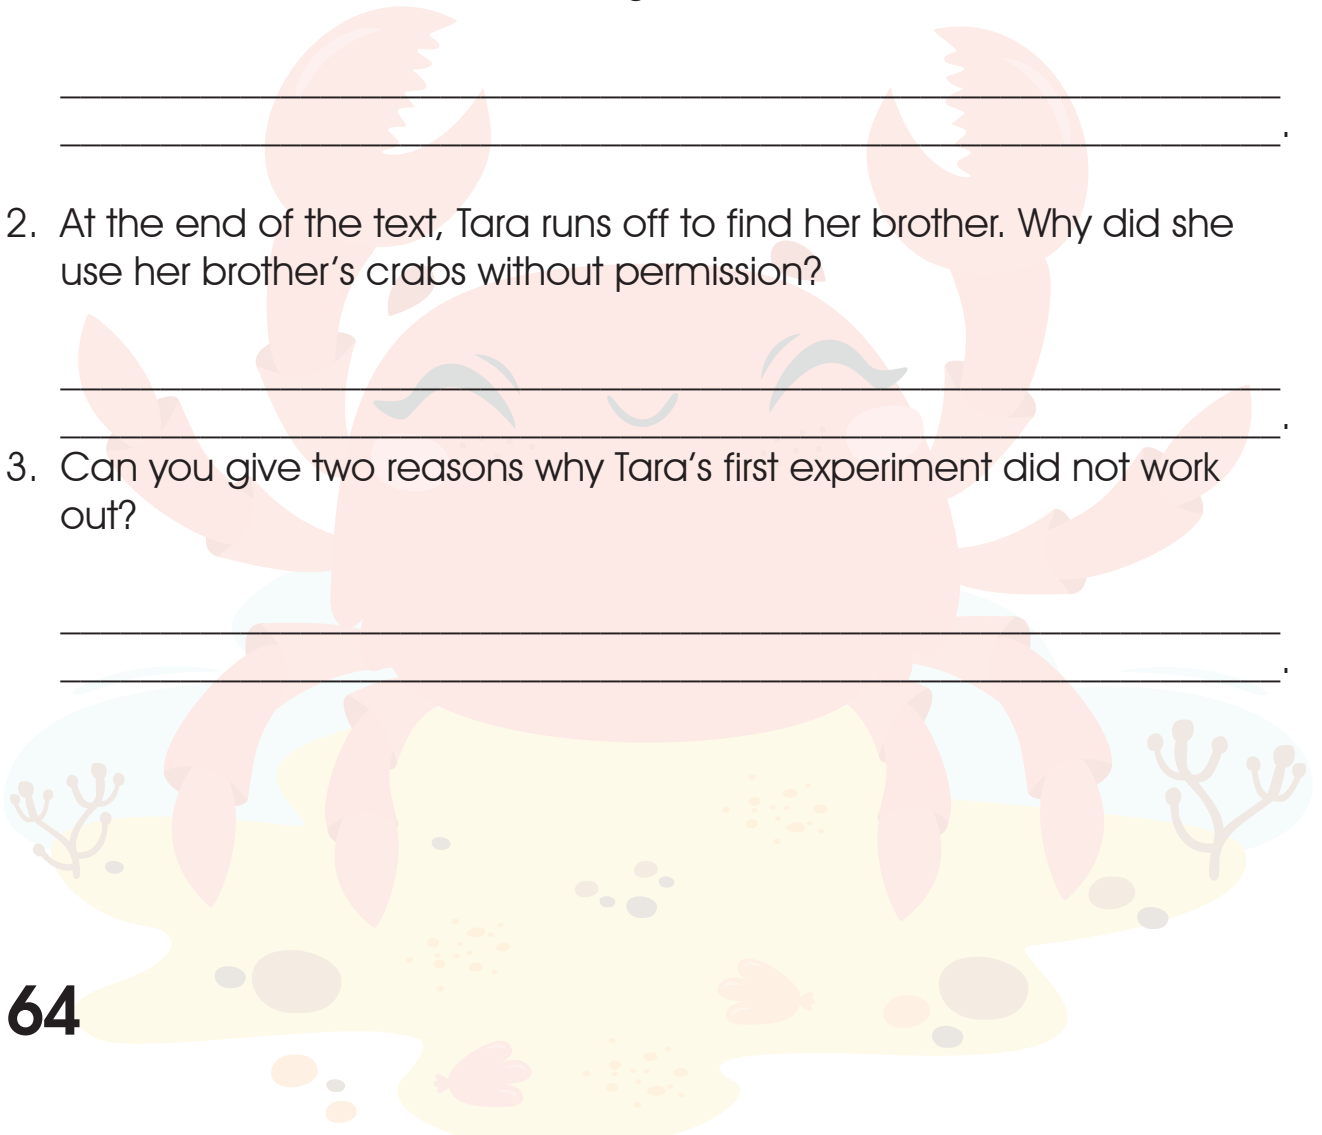 2. At the end of the text, Tara runs off to find her brother. Why did she
use her brother's crabs without permission?
3. Can you give two reasons why Tara's first experiment did not work
out?
64